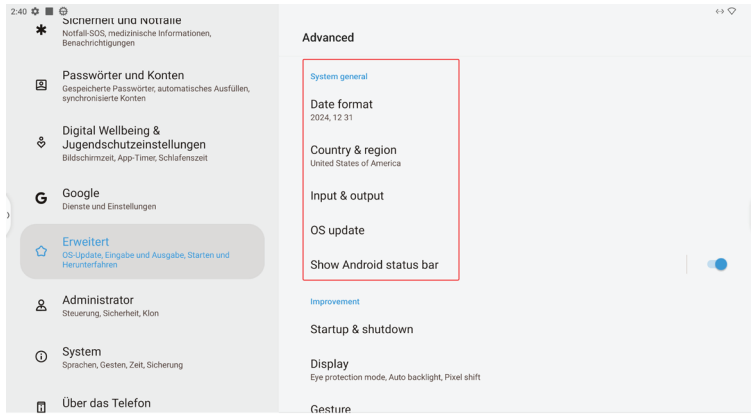 2:40
Sicherheit und Notfälle
Notfall-SOS, medizinische Informationen,
Benachrichtigungen
Passwörter und Konten
Gespeicherte Passwörter, automatisches Ausfüllen,
synchronisierte Konten
Digital Wellbeing &
Jugendschutzeinstellungen
Bildschirmzeit, App-Timer, Schlafenszeit
Google
Dienste und Einstellungen
Erweitert
OS-Update, Eingabe und Ausgabe, Starten und
Herunterfahren
Administrator
Steuerung, Sicherheit, Klon
System
Sprachen, Gesten, Zeit, Sicherung
Über das Telefon
Advanced
System general
Date format
2024, 12 31
Country & region
United States of America
Input & output
OS update
Show Android status bar
Improvement
Startup & shutdown
Display
Eye protection mode, Auto backlight, Pixel shift
Gesture